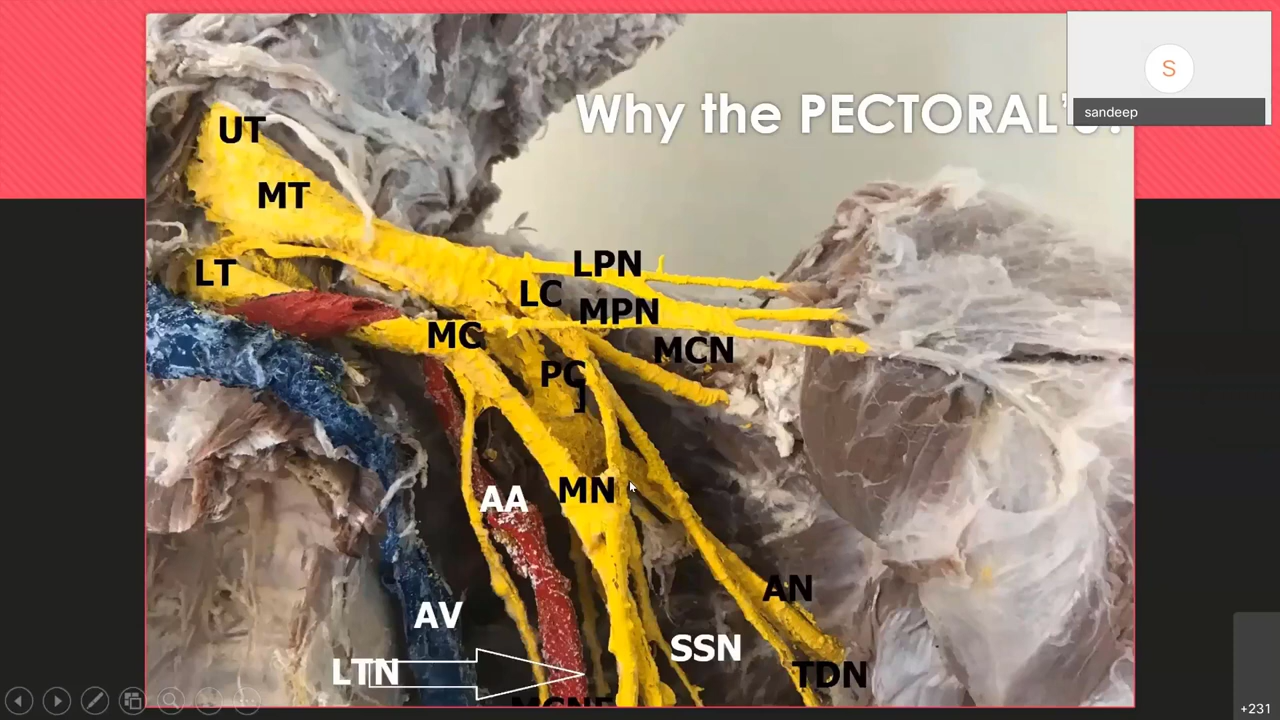 S
sandeep
Why the PECTORAL'S?
UT
MT
LT
LPN
LC
MPN
MC
MCN
PC
]
MN
AA
AN
AV
SSN
LTN
TDN
+231